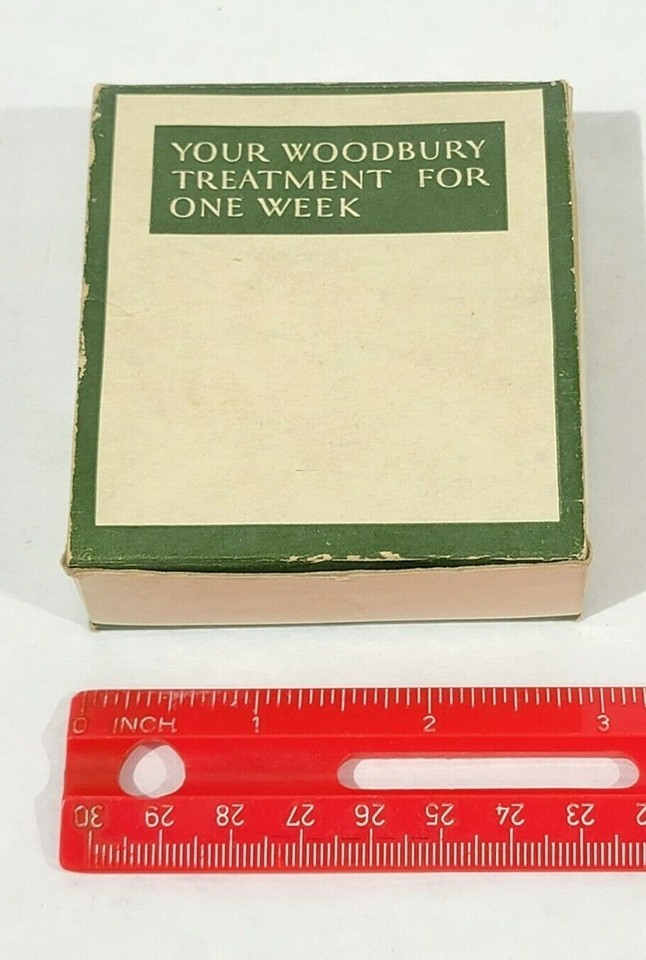 YOUR WOODBURY
TREATMENT FOR
ONE WEEK
0 INCH 1 2 3
30 29 28 27 26 25 24 23 2